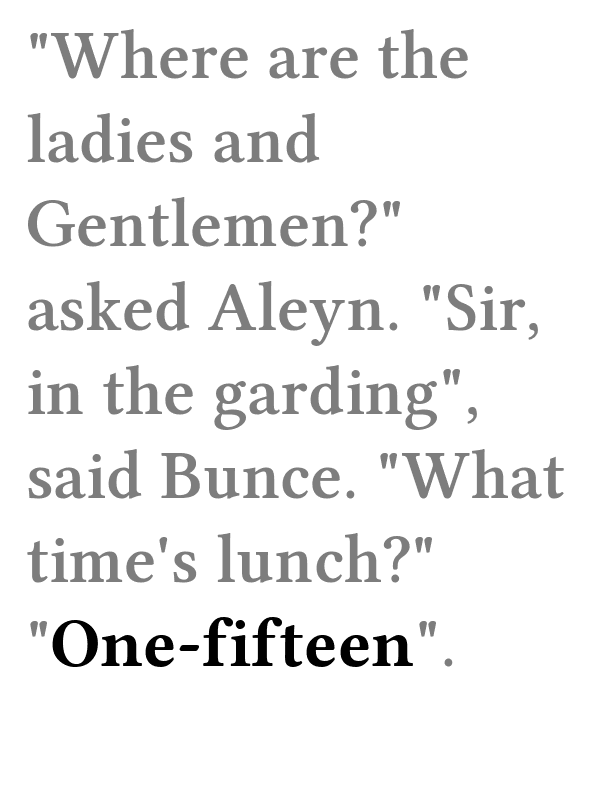 "Where are the
ladies and
Gentlemen?"
asked Aleyn. "Sir,
in the garding",
said Bunce. "What
time's lunch?"
"One-fifteen".